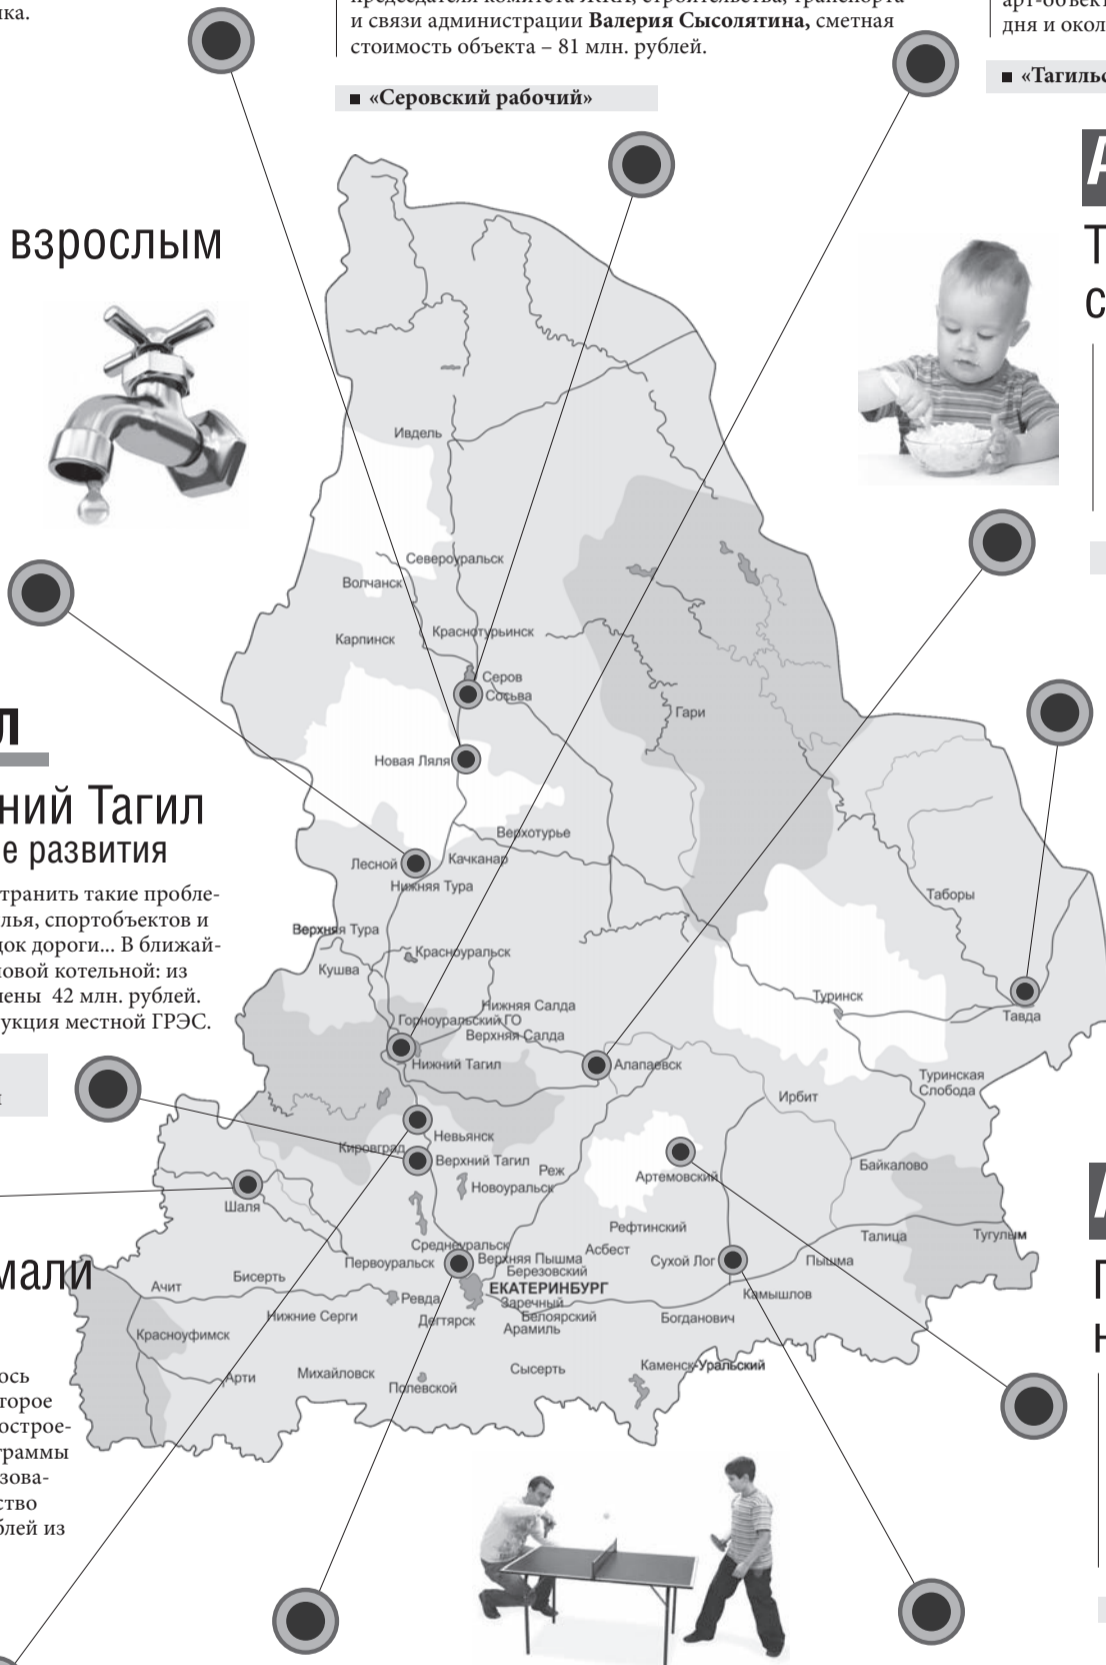 ка.
председателя комитета ЖКХ, строительства, транспорта
и связи администрации Валерия Сысолятина, сметная
стоимость объекта – 81 млн. рублей.
■ «Серовский рабочий»
арт-объект
дня и окол
■ «Тагильс
А
Т
с
взрослым
л
ний Тагил
е развития
транить такие пробле-
лья, спортобъектов и
док дороги... В ближай-
овой котельной: из
лены 42 млн. рублей.
укция местной ГРЭС.
мали
ось
торое
острое-
граммы
зова-
ство
блей из
Ивдель
Североуральск
Волчанск
Краснотурьинск
Карпинск
Серов
Сосьва
Гари
Новая Ляля
Верхотурье
Качканар
Лесной
Нижняя Тура
Таборы
Верхняя Тура
Красноуральск
Кушва
Туринск
Нижняя Салда
Тавда
Горноуральский ГО
Верхняя Салда
Нижний Тагил
Алапаевск
Туринская
Слобода
Ирбит
Невьянск
Кировград
Верхний Тагил
Реж
Байкалово
Артемовский
Новоуральск
Шаля
Рефтинский
Талица
Тугулым
Среднеуральск
Асбест
Верхняя Пышма
Первоуральск
Сухой Лог
Пышма
Березовский
Бисерть
Ачит
ЕКАТЕРИНБУРГ
Камышлов
Ревда
Заречный
Нижние Серги
Белоярский
Богданович
Дегтярск
Арамиль
Красноуфимск
Каменск-Уральский
Сысерть
Михайловск
Арти
Полевской
А
П
н